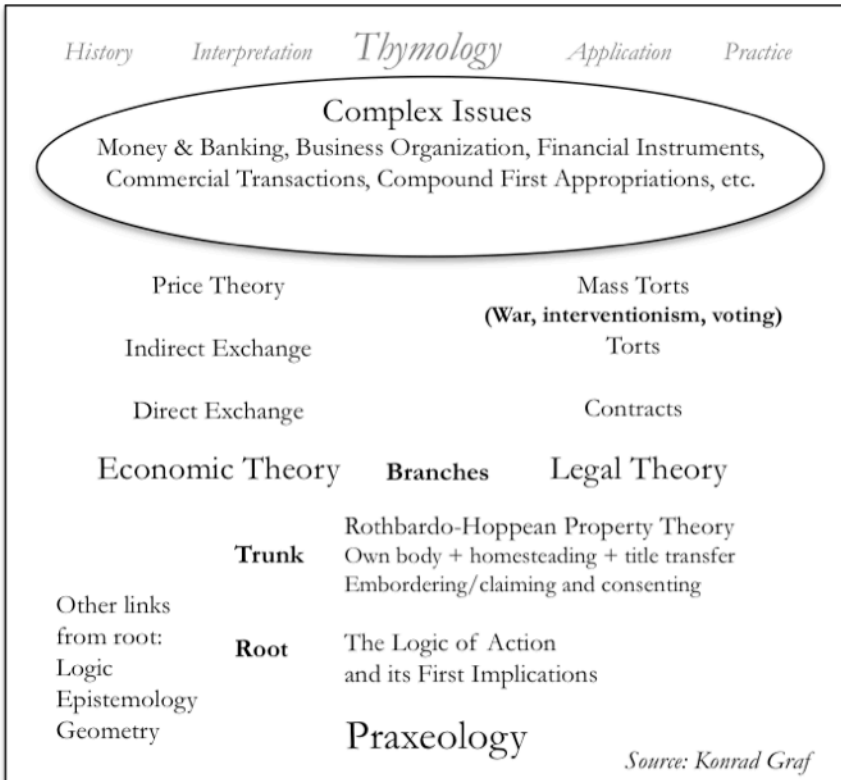 History Interpretation Thymology Application Practice
Complex Issues
Money & Banking, Business Organization, Financial Instruments,
Commercial Transactions, Compound First Appropriations, etc.
Price Theory
Indirect Exchange
Direct Exchange
Economic Theory
Mass Torts
(War, interventionism, voting)
Torts
Contracts
Legal Theory
Branches
Trunk
Rothbardo-Hoppean Property Theory
Own body + homesteading + title transfer
Embordering/claiming and consenting
Other links
from root:
Logic
Epistemology
Geometry
Root
The Logic of Action
and its First Implications
Praxeology
Source: Konrad Graf